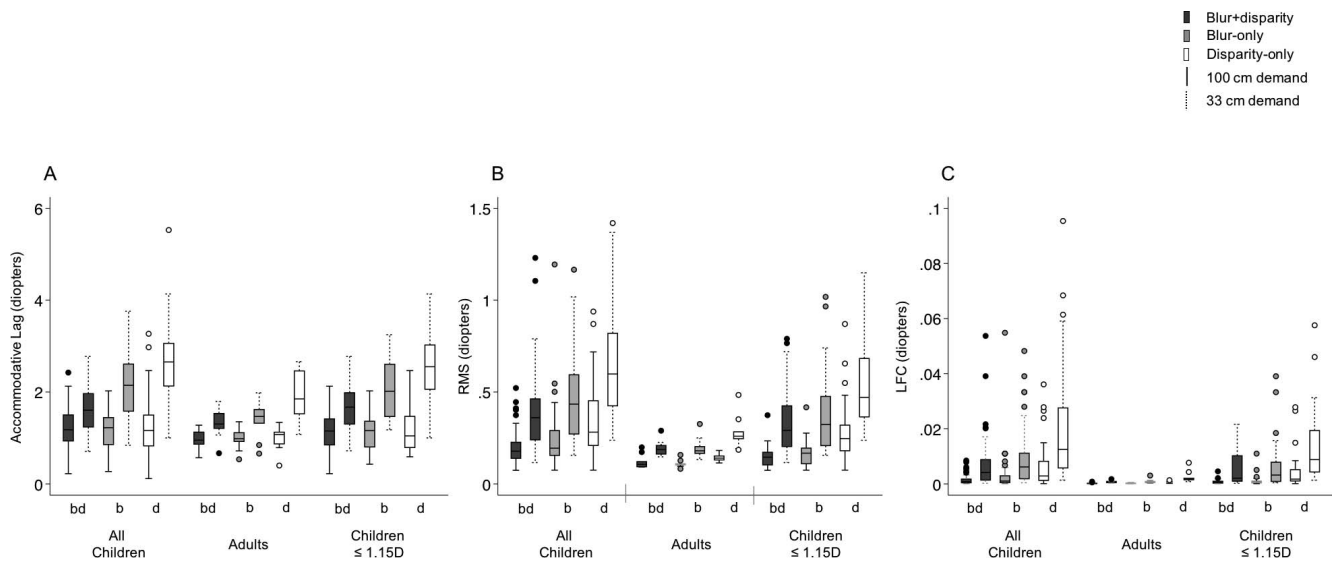 Blur+disparity
Blur-only
Disparity-only
100 cm demand
33 cm demand
A
Accommodative Lag (diopters)
6
4
2
0
bd b d bd b d bd b d
All Children
Adults
Children ≤ 1.15D
B
RMS (diopters)
1.5
1
.5
0
bd b d bd b d bd b d
All Children
Adults
Children ≤ 1.15D
C
LFC (diopters)
.1
.08
.06
.04
.02
0
bd b d bd b d bd b d
All Children
Adults
Children ≤ 1.15D